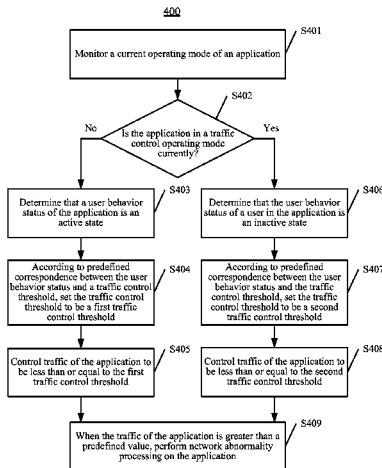 400
S401
Monitor a current operating mode of an application
S402
Is the application in a traffic
control operating mode
currently?
No
Yes
S403
Determine that a user behavior
status of the application is an
active state
S406
Determine that the user behavior
status of a user in the application is
an inactive state
S404
According to predefined
correspondence between the user
behavior status and a traffic control
threshold, set the traffic control
threshold to be a first traffic control
threshold
S407
According to predefined
correspondence between the user
behavior status and the traffic control
threshold, set the traffic control
threshold to be a second traffic
control threshold
S405
Control traffic of the application to
be less than or equal to the first
traffic control threshold
S408
Control traffic of the application to
be less than or equal to the second
traffic control threshold
S409
When the traffic of the application is greater than a
predefined value, perform network abnormality
processing on the application